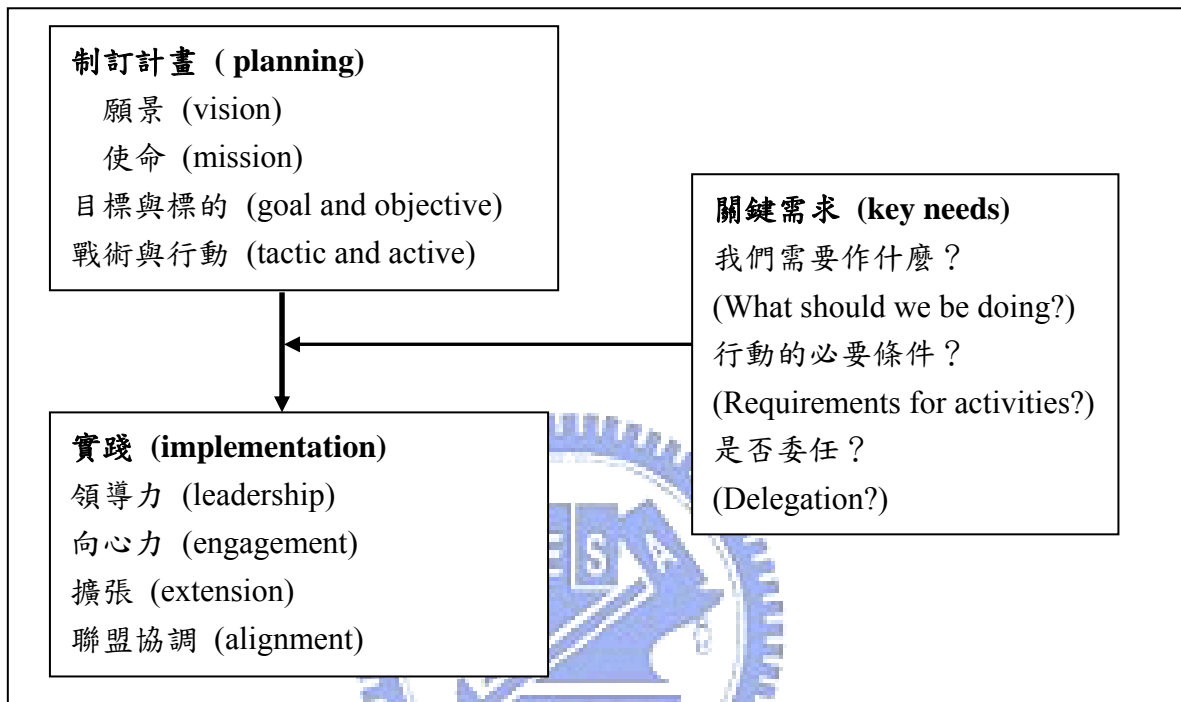 制訂計畫 ( planning)
願景 (vision)
使命 (mission)
目標與標的 (goal and objective)
戰術與行動 (tactic and active)
關鍵需求 (key needs)
我們需要作什麼？
(What should we be doing?)
行動的必要條件？
(Requirements for activities?)
是否委任？
(Delegation?)
實踐 (implementation)
領導力 (leadership)
向心力 (engagement)
擴張 (extension)
聯盟協調 (alignment)
E S A